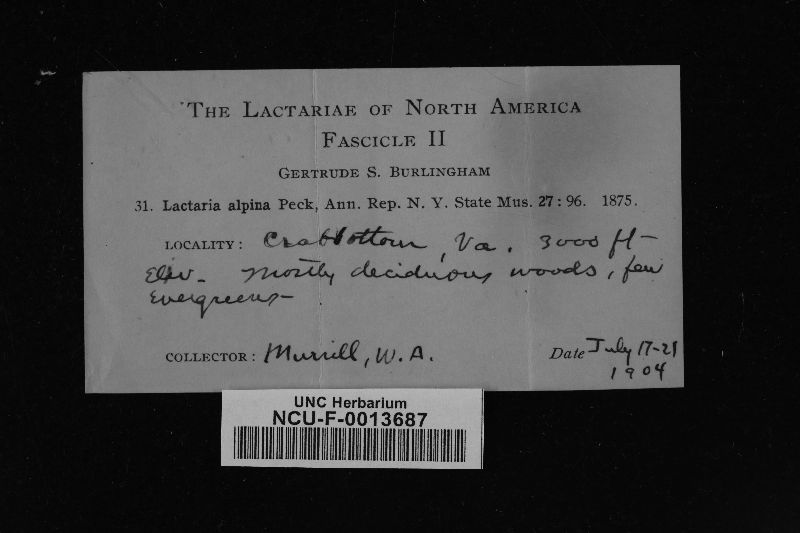 THE LACTARIAE OF NORTH AMERICA
FASCICLE II
GERTRUDE S. BURLINGHAM
31. Lactaria alpina Peck, Ann. Rep. N. Y. State Mus. 27: 96. 1875.
LOCALITY: Crabbottom, Va. 3000 ft-
Elev- Mostly deciduous woods, few
Evergreens-
COLLECTOR: Murrill, W. A.
Date July 17-21
1904
UNC Herbarium
NCU-F-0013687